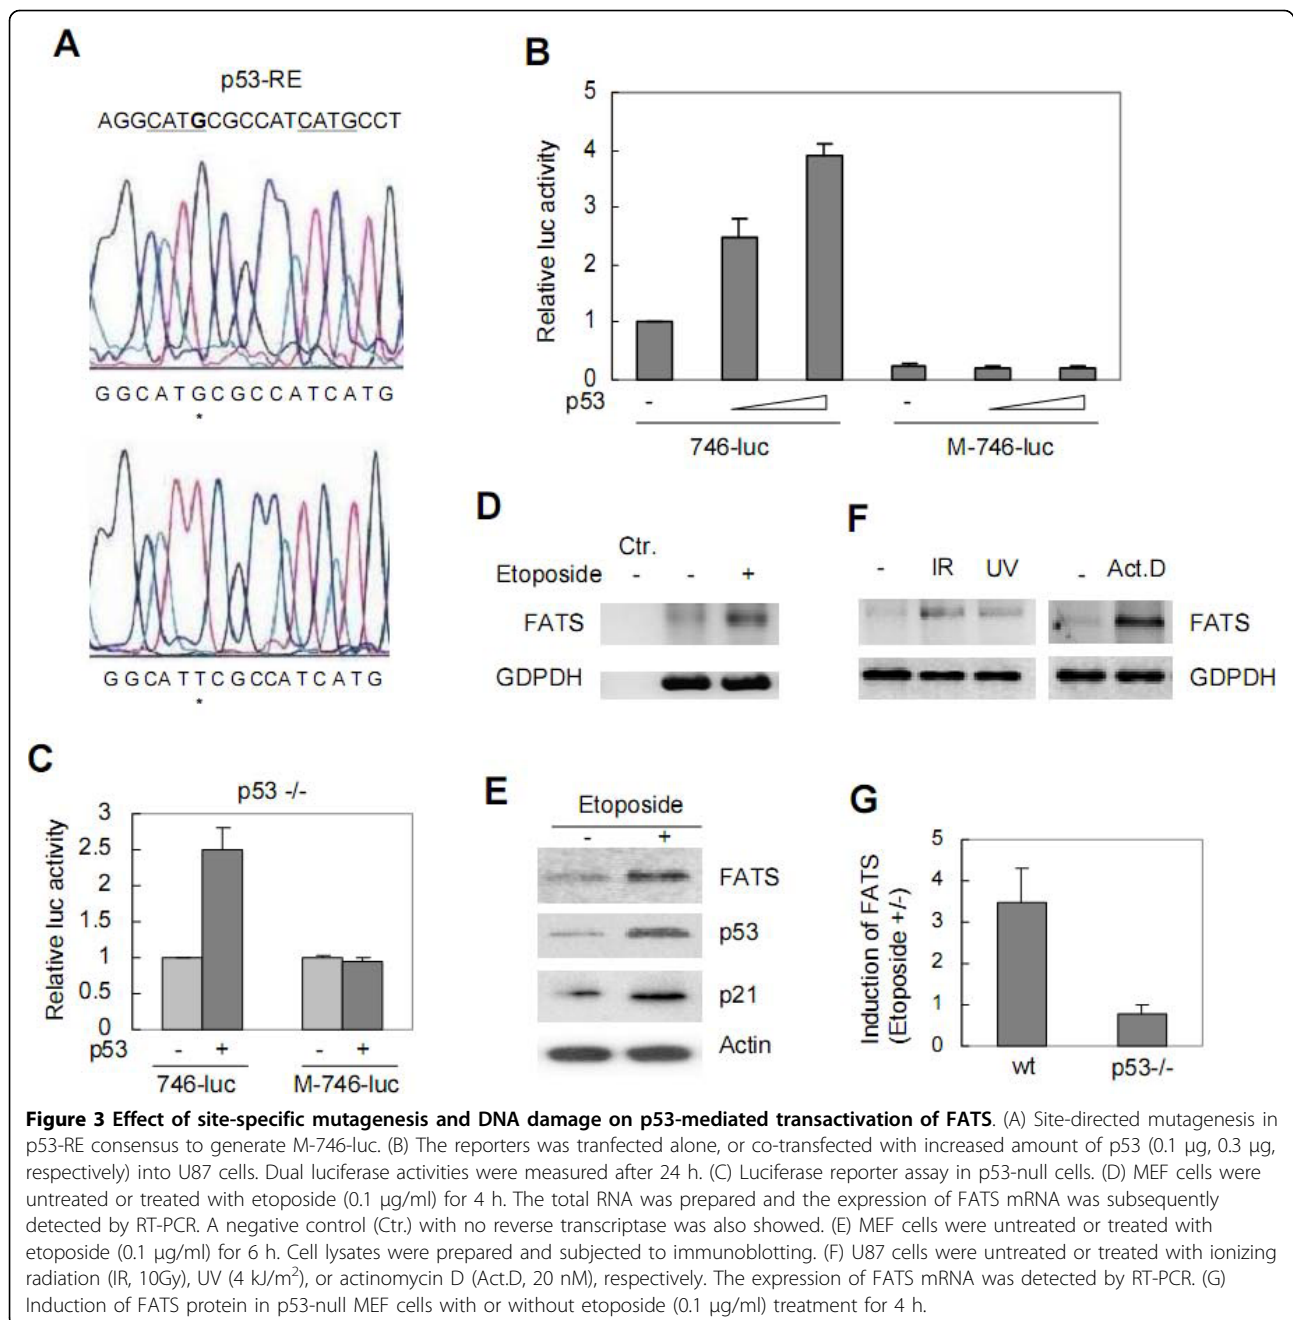 A
p53-RE
AGGCATGCGCCATCATGCCT
G G C A T G C G C C A T C A T G
*
G G C A T T C G C C A T C A T G
*
B
5
4
3
2
1
0
Relative luc activity
p53
-
-
746-luc
M-746-luc
C
p53 -/-
3
2.5
2
1.5
1
0.5
0
Relative luc activity
p53 - + - +
746-luc M-746-luc
D
Ctr.
Etoposide - - +
FATS
GDPDH
E
Etoposide
- +
FATS
p53
p21
Actin
F
- IR UV - Act.D
FATS
GDPDH
G
5
4
3
2
1
0
Induction of FATS
(Etoposide +/-)
wt p53-/-
Figure 3 Effect of site-specific mutagenesis and DNA damage on p53-mediated transactivation of FATS. (A) Site-directed mutagenesis in
p53-RE consensus to generate M-746-luc. (B) The reporters was tranfected alone, or co-transfected with increased amount of p53 (0.1 μg, 0.3 μg,
respectively) into U87 cells. Dual luciferase activities were measured after 24 h. (C) Luciferase reporter assay in p53-null cells. (D) MEF cells were
untreated or treated with etoposide (0.1 μg/ml) for 4 h. The total RNA was prepared and the expression of FATS mRNA was subsequently
detected by RT-PCR. A negative control (Ctr.) with no reverse transcriptase was also showed. (E) MEF cells were untreated or treated with
etoposide (0.1 μg/ml) for 6 h. Cell lysates were prepared and subjected to immunoblotting. (F) U87 cells were untreated or treated with ionizing
radiation (IR, 10Gy), UV (4 kJ/m²), or actinomycin D (Act.D, 20 nM), respectively. The expression of FATS mRNA was detected by RT-PCR. (G)
Induction of FATS protein in p53-null MEF cells with or without etoposide (0.1 μg/ml) treatment for 4 h.